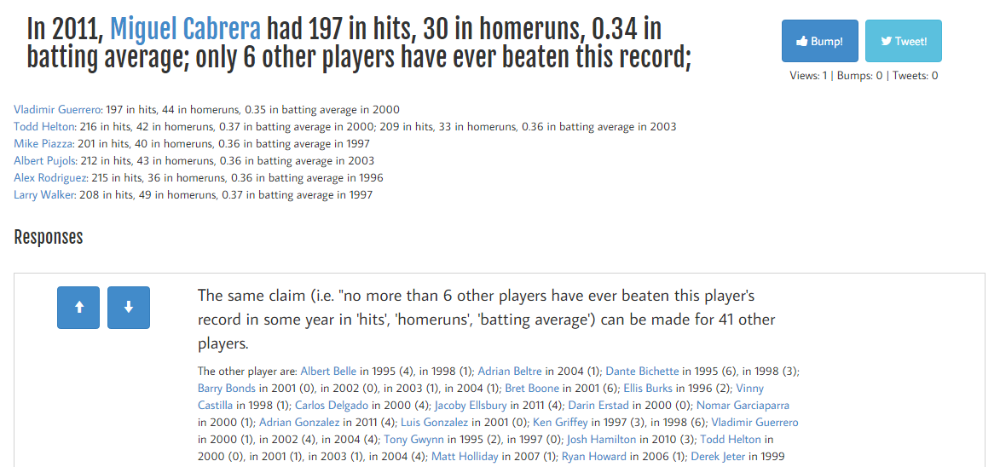 In 2011, Miguel Cabrera had 197 in hits, 30 in homeruns, 0.34 in
batting average; only 6 other players have ever beaten this record;
Bump!
Tweet!
Views: 1 | Bumps: 0 | Tweets: 0
Vladimir Guerrero: 197 in hits, 44 in homeruns, 0.35 in batting average in 2000
Todd Helton: 216 in hits, 42 in homeruns, 0.37 in batting average in 2000; 209 in hits, 33 in homeruns, 0.36 in batting average in 2003
Mike Piazza: 201 in hits, 40 in homeruns, 0.36 in batting average in 1997
Albert Pujols: 212 in hits, 43 in homeruns, 0.36 in batting average in 2003
Alex Rodriguez: 215 in hits, 36 in homeruns, 0.36 in batting average in 1996
Larry Walker: 208 in hits, 49 in homeruns, 0.37 in batting average in 1997
Responses
The same claim (i.e. "no more than 6 other players have ever beaten this player's
record in some year in 'hits', 'homeruns', 'batting average') can be made for 41 other
players.
The other player are: Albert Belle in 1995 (4), in 1998 (1); Adrian Beltre in 2004 (1); Dante Bichette in 1995 (6), in 1998 (3);
Barry Bonds in 2001 (0), in 2002 (0), in 2003 (1), in 2004 (1); Bret Boone in 2001 (6); Ellis Burks in 1996 (2); Vinny
Castilla in 1998 (1); Carlos Delgado in 2000 (4); Jacoby Ellsbury in 2011 (4); Darin Erstad in 2000 (0); Nomar Garciaparra
in 2000 (1); Adrian Gonzalez in 2011 (4); Luis Gonzalez in 2001 (0); Ken Griffey in 1997 (3), in 1998 (6); Vladimir Guerrero
in 2000 (1), in 2002 (4), in 2004 (4); Tony Gwynn in 1995 (2), in 1997 (0); Josh Hamilton in 2010 (3); Todd Helton in
2000 (0), in 2001 (1), in 2003 (1), in 2004 (4); Matt Holliday in 2007 (1); Ryan Howard in 2006 (1); Derek Jeter in 1999